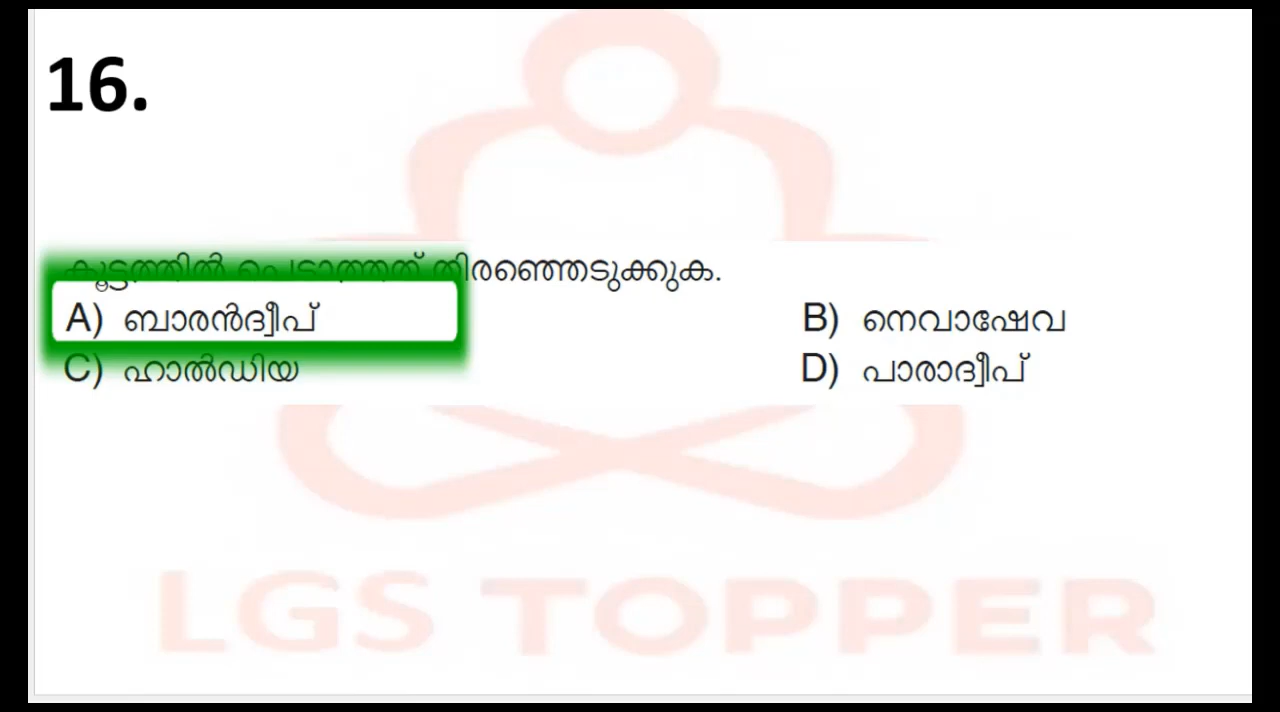 16.
കൂട്ടത്തിൽ പെടാത്തത് തിരഞ്ഞെടുക്കുക.
A) ബാരൻദ്വീപ് B) നെവാഷേവ
C) ഹാൽഡിയ D) പാരാദ്വീപ്
LGS TOPPER